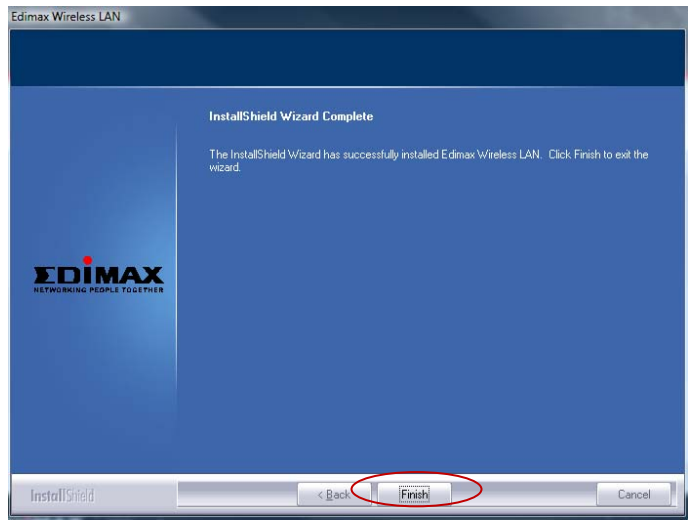 Edimax Wireless LAN
InstallShield Wizard Complete
The InstallShield Wizard has successfully installed Edimax Wireless LAN. Click Finish to exit the
wizard.
EDIMAX
NETWORKING PEOPLE TOGETHER
InstallShield
< Back
Finish
Cancel